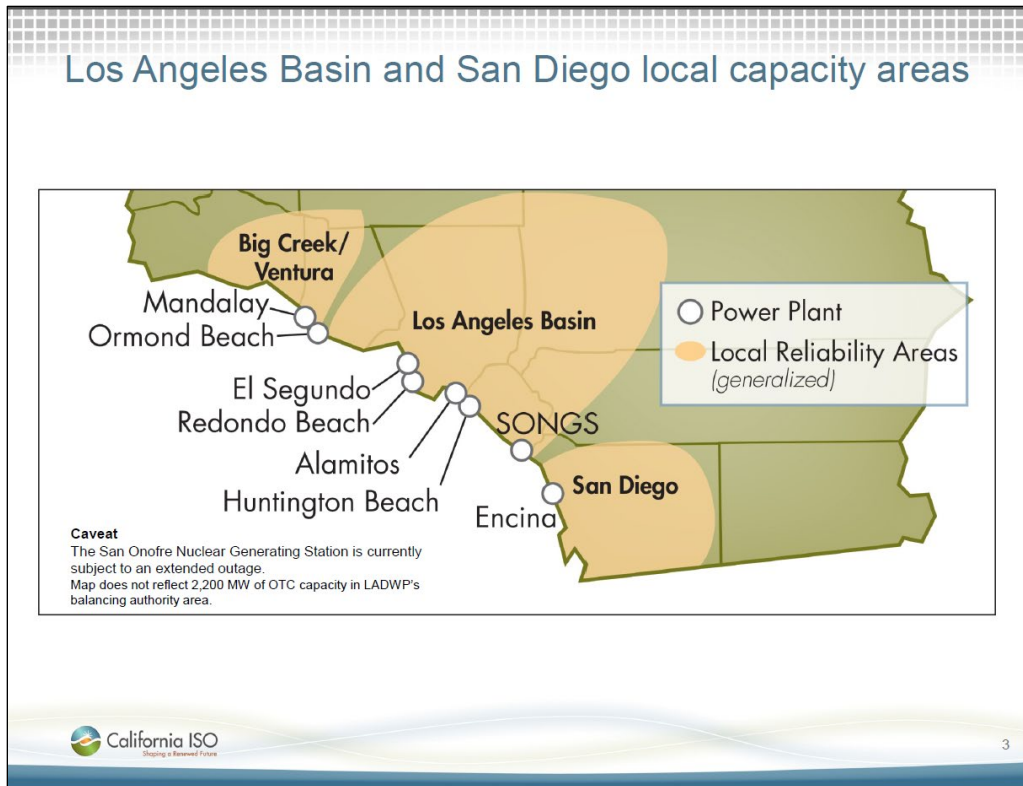 Los Angeles Basin and San Diego local capacity areas
Big Creek/
Ventura
Mandalay
Ormond Beach
Los Angeles Basin
El Segundo
Redondo Beach
Alamitos
Huntington Beach
SONGS
Encina
San Diego
Power Plant
Local Reliability Areas
(generalized)
Caveat
The San Onofre Nuclear Generating Station is currently
subject to an extended outage.
Map does not reflect 2,200 MW of OTC capacity in LADWP's
balancing authority area.
California ISO
Shaping a Renewed Future
3